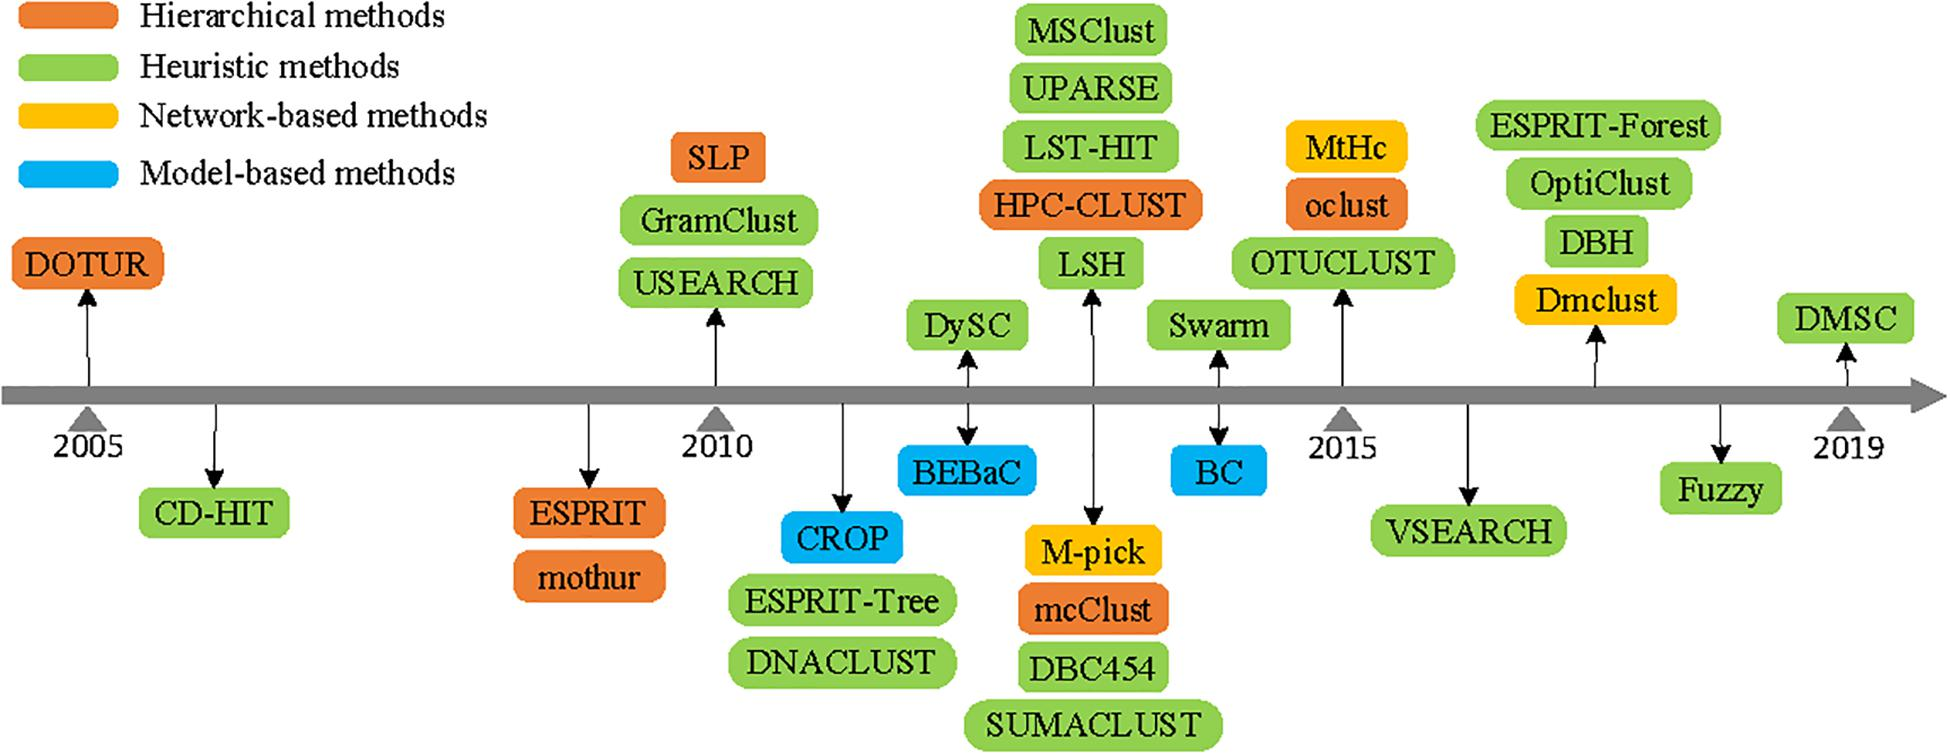 Hierarchical methods
Heuristic methods
Network-based methods
Model-based methods
DOTUR
SLP
GramClust
USEARCH
DySC
MSClust
UPARSE
LST-HIT
HPC-CLUST
LSH
Swarm
MtHc
oclust
OTUCLUST
ESPRIT-Forest
OptiClust
DBH
Dmclust
DMSC
2005
2010
2015
2019
CD-HIT
ESPRIT
mothur
CROP
ESPRIT-Tree
DNACLUST
BEBaC
M-pick
mcClust
DBC454
SUMACLUST
BC
VSEARCH
Fuzzy